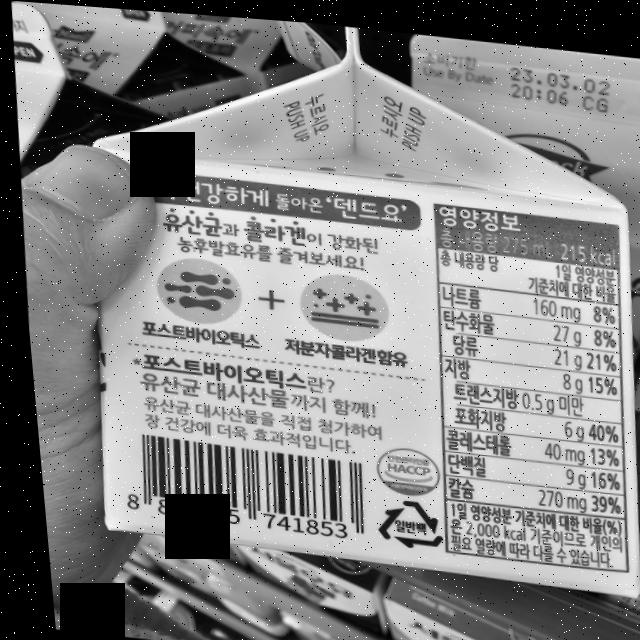 Use By Date 23.03.02
20:06 CG
누르세요
PUSH UP
강하게 돌아온 '덴드오'
유산균과 콜라겐이 강화된
농후발효유를 즐겨보세요!
+
포스트바이오틱스
저분자콜라겐함유
*포스트바이오틱스란?
유산균 대사산물까지 함께!!
유산균 대사산물을 직접 첨가하여
장 건강에 더욱 효과적입니다.
741853
HACCP
일반팩
영양정보
총 내용량 275 ml 215 kcal
총 내용량 당
1일 영양성분
기준치에 대한 비율
나트륨 160 mg 8%
탄수화물 27 g 8%
당류 21 g 21%
지방 8 g 15%
트랜스지방 0.5 g 미만
포화지방 6 g 40%
콜레스테롤 40 mg 13%
단백질 9 g 16%
칼슘 270 mg 39%
1일 영양성분 기준치에 대한 비율(%)
은 2,000 kcal 기준이므로 개인의
필요 열량에 따라 다를 수 있습니다.